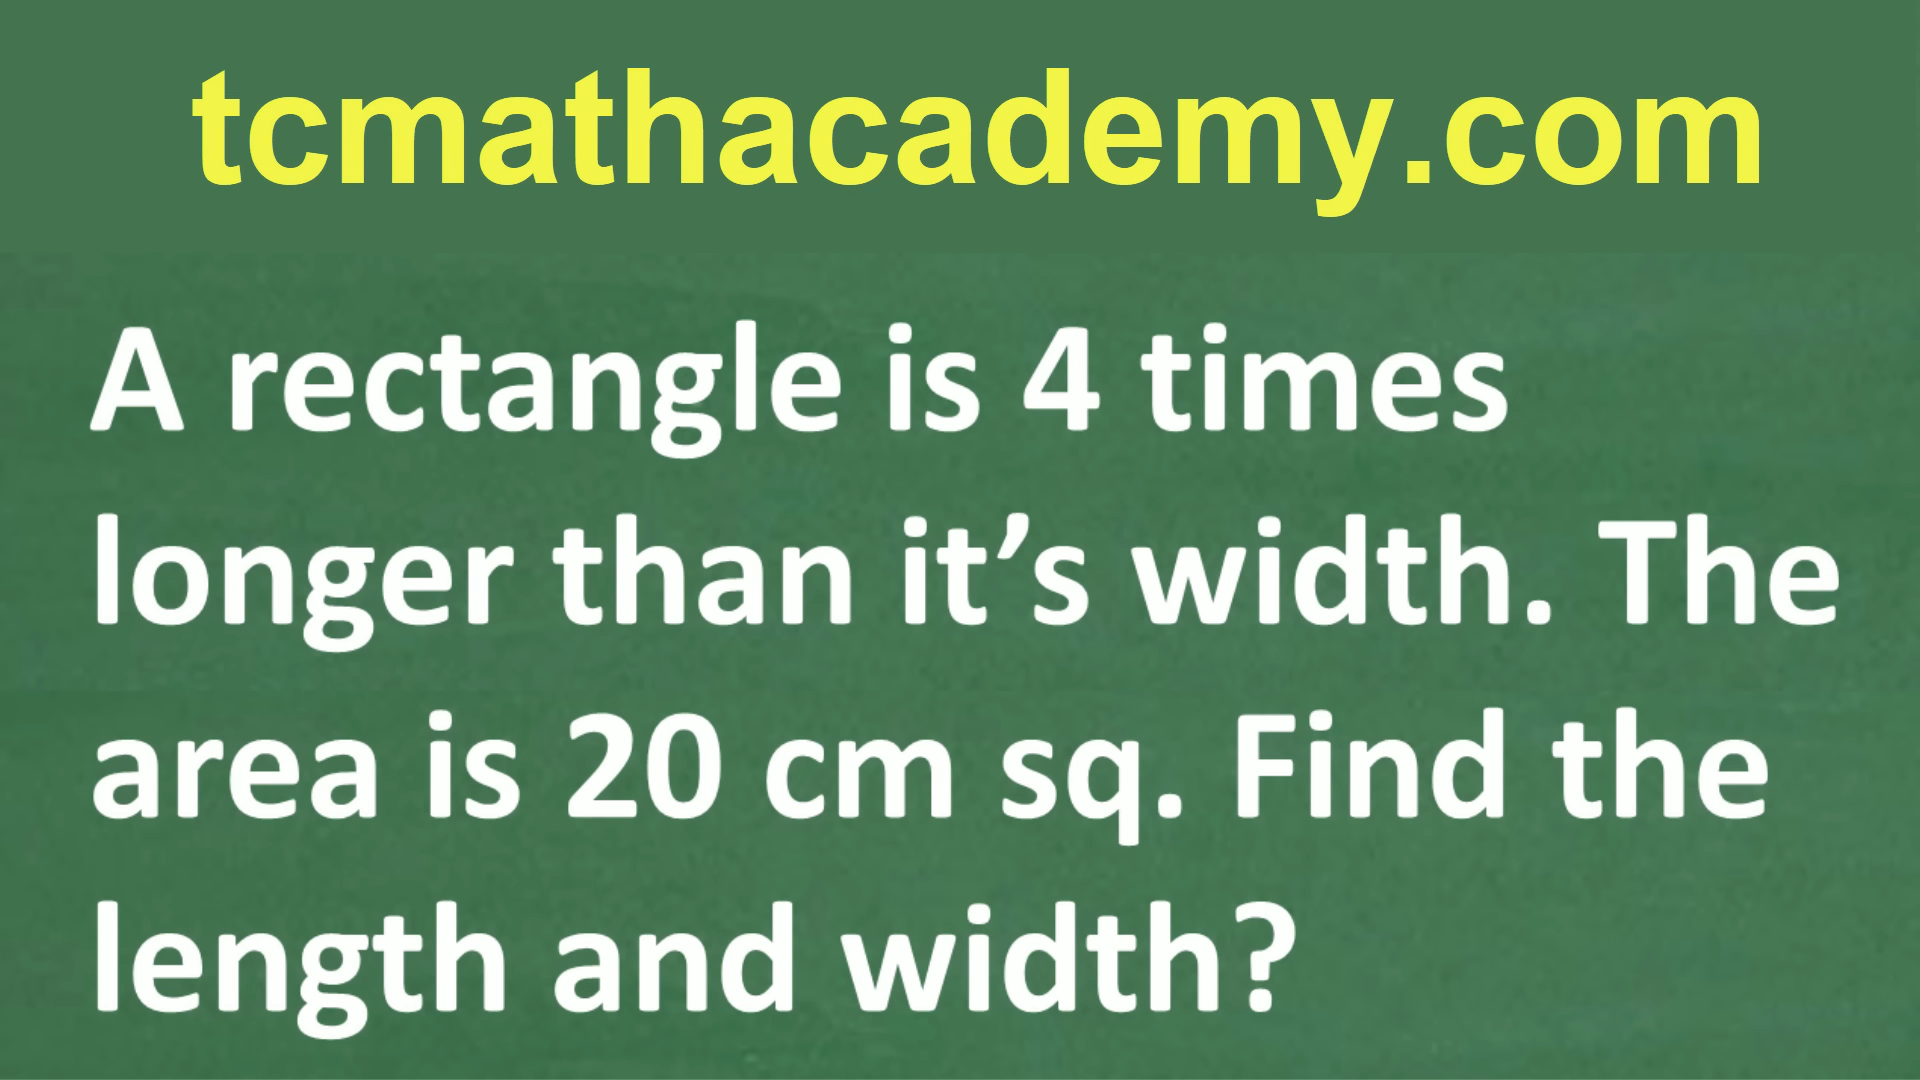 tcmathacademy.com
A rectangle is 4 times
longer than it’s width. The
area is 20 cm sq. Find the
length and width?